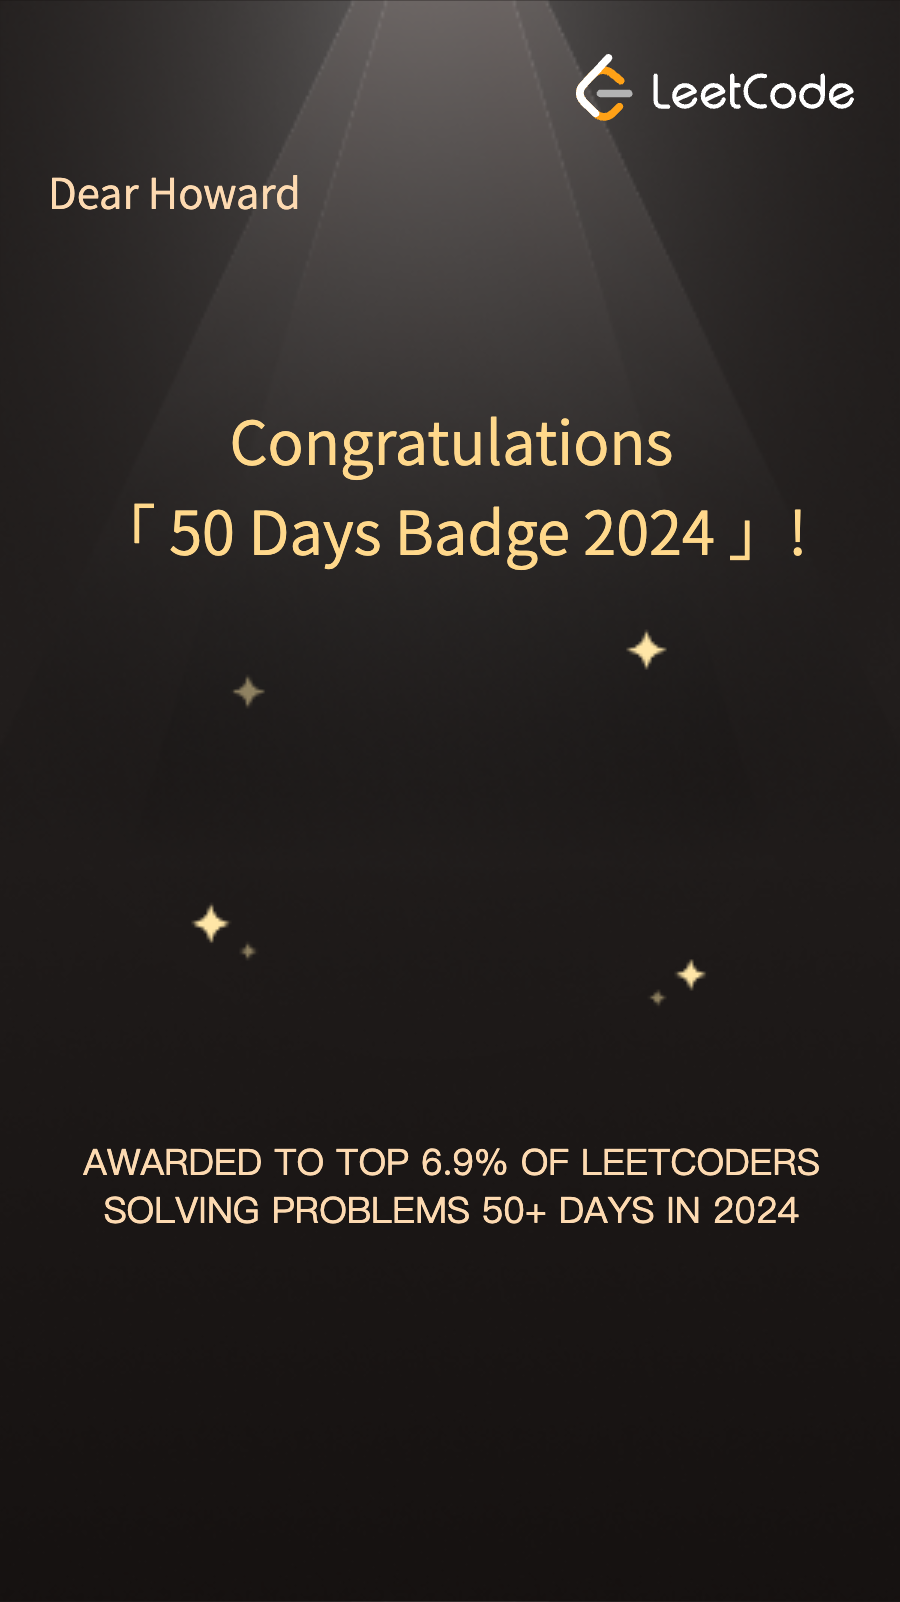 LeetCode
Dear Howard
Congratulations
「 50 Days Badge 2024 」!
AWARDED TO TOP 6.9% OF LEETCODERS
SOLVING PROBLEMS 50+ DAYS IN 2024